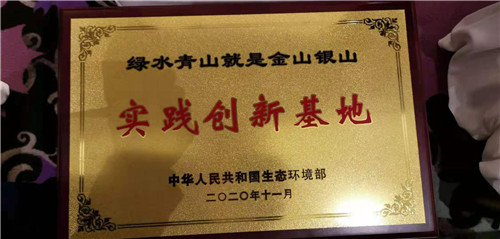 绿水青山就是金山银山
实践创新基地
中华人民共和国生态环境部
二〇二〇年十一月